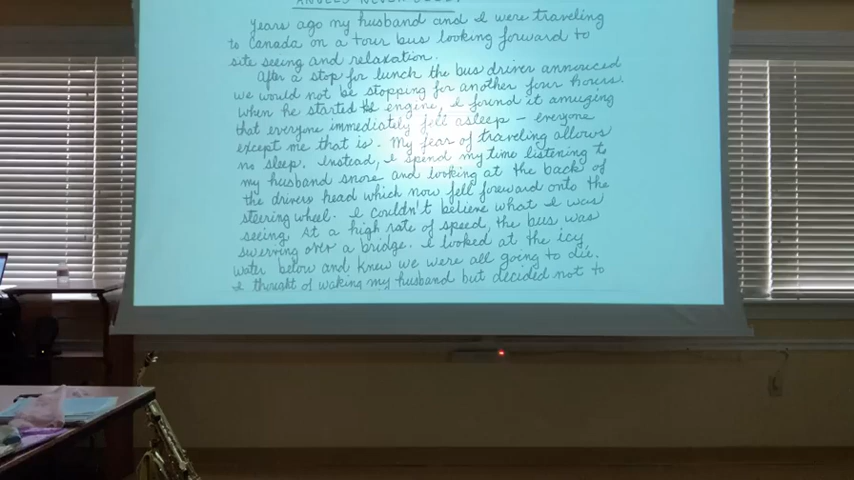 Years ago my husband and I were traveling
to Canada on a tour bus looking forward to
site seeing and relaxation.
After a stop for lunch the bus driver announced
we would not be stopping for another four hours.
When he started the engine, I found it amuzing
that everyone immediately fell asleep - everyone
except me that is. My fear of traveling allows
no sleep. Instead, I spend my time listening to
my husband snore and looking at the back of
the drivers head which now fell foreward onto the
steering wheel. I couldn't believe what I was
seeing. At a high rate of speed, the bus was
swerving over a bridge. I looked at the icy
water below and knew we were all going to die.
I thought of waking my husband but decided not to